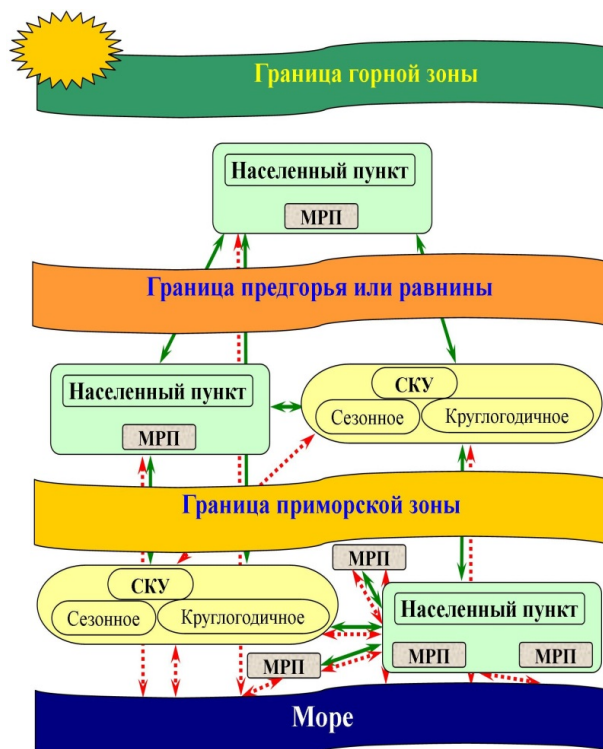 Граница горной зоны
Населенный пункт
МРП
Граница предгорья или равнины
Населенный пункт
МРП
СКУ
Сезонное
Круглогодичное
Граница приморской зоны
МРП
СКУ
Сезонное
Круглогодичное
Населенный пункт
МРП
МРП
МРП
Море